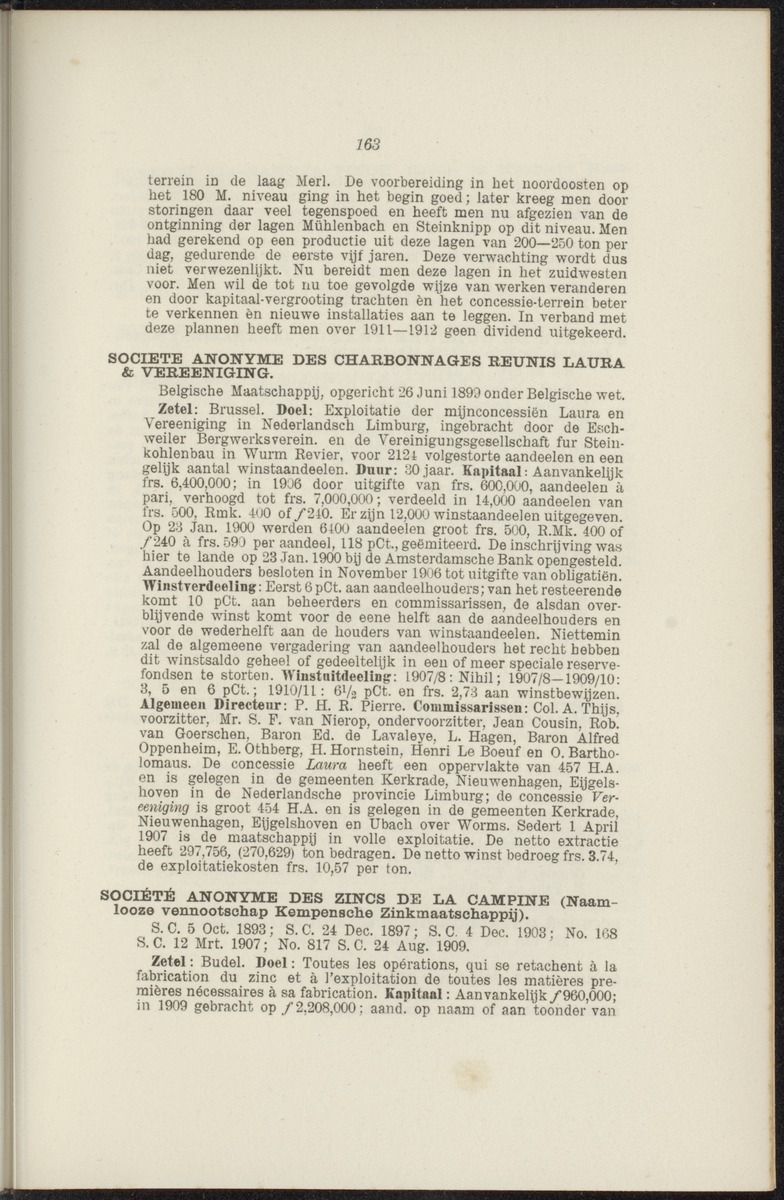 163
terrein in de laag Merl. De voorbereiding in het noordoosten op
het 180 M. niveau ging in het begin goed; later kreeg men door
storingen daar veel tegenspoed en heeft men nu afgezien van de
ontginning der lagen Mühlenbach en Steinknipp op dit niveau. Men
had gerekend op een productie uit deze lagen van 200—250 ton per
dag, gedurende de eerste vijf jaren. Deze verwachting wordt dus
niet verwezenlijkt. Nu bereidt men deze lagen in het zuidwesten
voor. Men wil de tot nu toe gevolgde wijze van werken veranderen
en door kapitaal-vergrooting trachten èn het concessie-terrein beter
te verkennen èn nieuwe installaties aan te leggen. In verband met
deze plannen heeft men over 1911—1912 geen dividend uitgekeerd.
SOCIETE ANONYME DES CHARBONNAGES REUNIS LAURA
& VEREENIGING.
Belgische Maatschappij, opgericht 26 Juni 1899 onder Belgische wet.
Zetel: Brussel. Doel: Exploitatie der mijnconcessiën Laura en
Vereeniging in Nederlandsch Limburg, ingebracht door de Esch-
weiler Bergwerksverein. en de Vereinigungsgesellschaft fur Stein-
kohlenbau in Wurm Revier, voor 2124 volgestorte aandeelen en een
gelijk aantal winstaandeelen. Duur: 30 jaar. Kapitaal: Aanvankelijk
frs. 6,400,000; in 1906 door uitgifte van frs. 600,000, aandeelen à
pari, verhoogd tot frs. 7,000,000; verdeeld in 14,000 aandeelen van
frs. 500, Rmk. 400 of ƒ240. Er zijn 12,000 winstaandeelen uitgegeven.
Op 23 Jan. 1900 werden 6400 aandeelen groot frs. 500, R.Mk. 400 of
ƒ240 à frs. 590 per aandeel, 118 pCt., geëmiteerd. De inschrijving was
hier te lande op 23 Jan. 1900 bij de Amsterdamsche Bank opengesteld.
Aandeelhouders besloten in November 1906 tot uitgifte van obligatiën.
Winstverdeeling: Eerst 6 pCt. aan aandeelhouders; van het resteerende
komt 10 pCt. aan beheerders en commissarissen, de alsdan over-
blijvende winst komt voor de eene helft aan de aandeelhouders en
voor de wederhelft aan de houders van winstaandeelen. Niettemin
zal de algemeene vergadering van aandeelhouders het recht hebben
dit winstsaldo geheel of gedeeltelijk in een of meer speciale reserve-
fondsen te storten. Winstuitdeeling: 1907/8: Nihil; 1907/8—1909/10:
3, 5 en 6 pCt.; 1910/11: 6½ pCt. en frs. 2,73 aan winstbewijzen.
Algemeen Directeur: P. H. R. Pierre. Commissarissen: Col. A. Thijs,
voorzitter, Mr. S. F. van Nierop, ondervoorzitter, Jean Cousin, Rob.
van Goerschen, Baron Ed. de Lavaleye, L. Hagen, Baron Alfred
Oppenheim, E. Othberg, H. Hornstein, Henri Le Boeuf en O. Bartho-
lomaus. De concessie Laura heeft een oppervlakte van 457 H.A.
en is gelegen in de gemeenten Kerkrade, Nieuwenhagen, Eijgels-
hoven in de Nederlandsche provincie Limburg; de concessie Ver-
eeniging is groot 454 H.A. en is gelegen in de gemeenten Kerkrade,
Nieuwenhagen, Eijgelshoven en Ubach over Worms. Sedert 1 April
1907 is de maatschappij in volle exploitatie. De netto extractie
heeft 297,756, (270,629) ton bedragen. De netto winst bedroeg frs. 3.74,
de exploitatiekosten frs. 10,57 per ton.
SOCIÉTÉ ANONYME DES ZINCS DE LA CAMPINE (Naam-
looze vennootschap Kempensche Zinkmaatschappij).
S. C. 5 Oct. 1893; S. C. 24 Dec. 1897; S. C. 4 Dec. 1903; No. 168
S. C. 12 Mrt. 1907; No. 817 S. C. 24 Aug. 1909.
Zetel: Budel. Doel: Toutes les opérations, qui se retachent à la
fabrication du zinc et à l'exploitation de toutes les matières pre-
mières nécessaires à sa fabrication. Kapitaal: Aanvankelijk ƒ960,000;
in 1909 gebracht op ƒ2,208,000; aand. op naam of aan toonder van